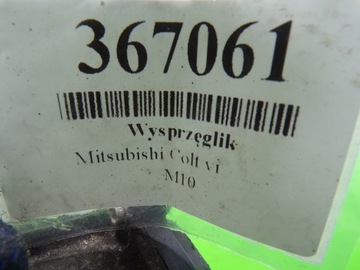 367061
Wysprzęglik
Mitsubishi Colt vi
M10